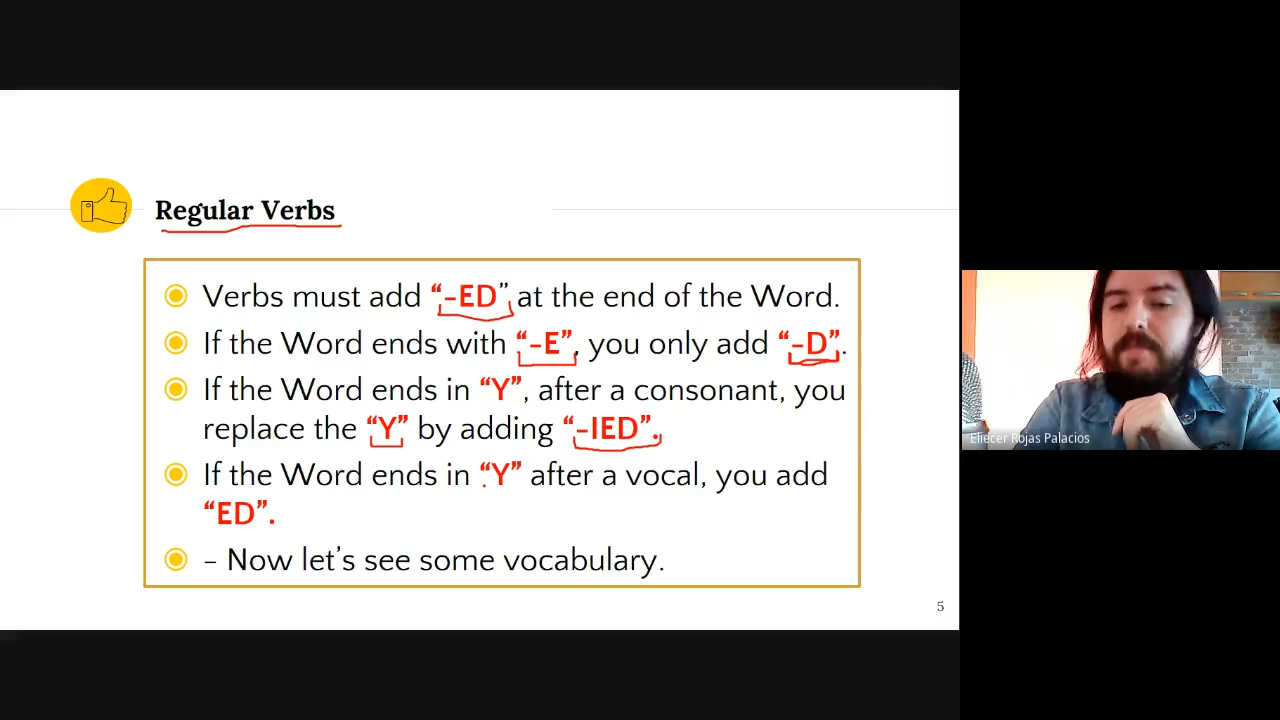 Regular Verbs
Verbs must add “-ED” at the end of the Word.
If the Word ends with “-E”, you only add “-D”.
If the Word ends in “Y”, after a consonant, you
replace the “Y” by adding “-IED”.
If the Word ends in “Y” after a vocal, you add
“ED”.
– Now let’s see some vocabulary.
5
Eliecer Rojas Palacios